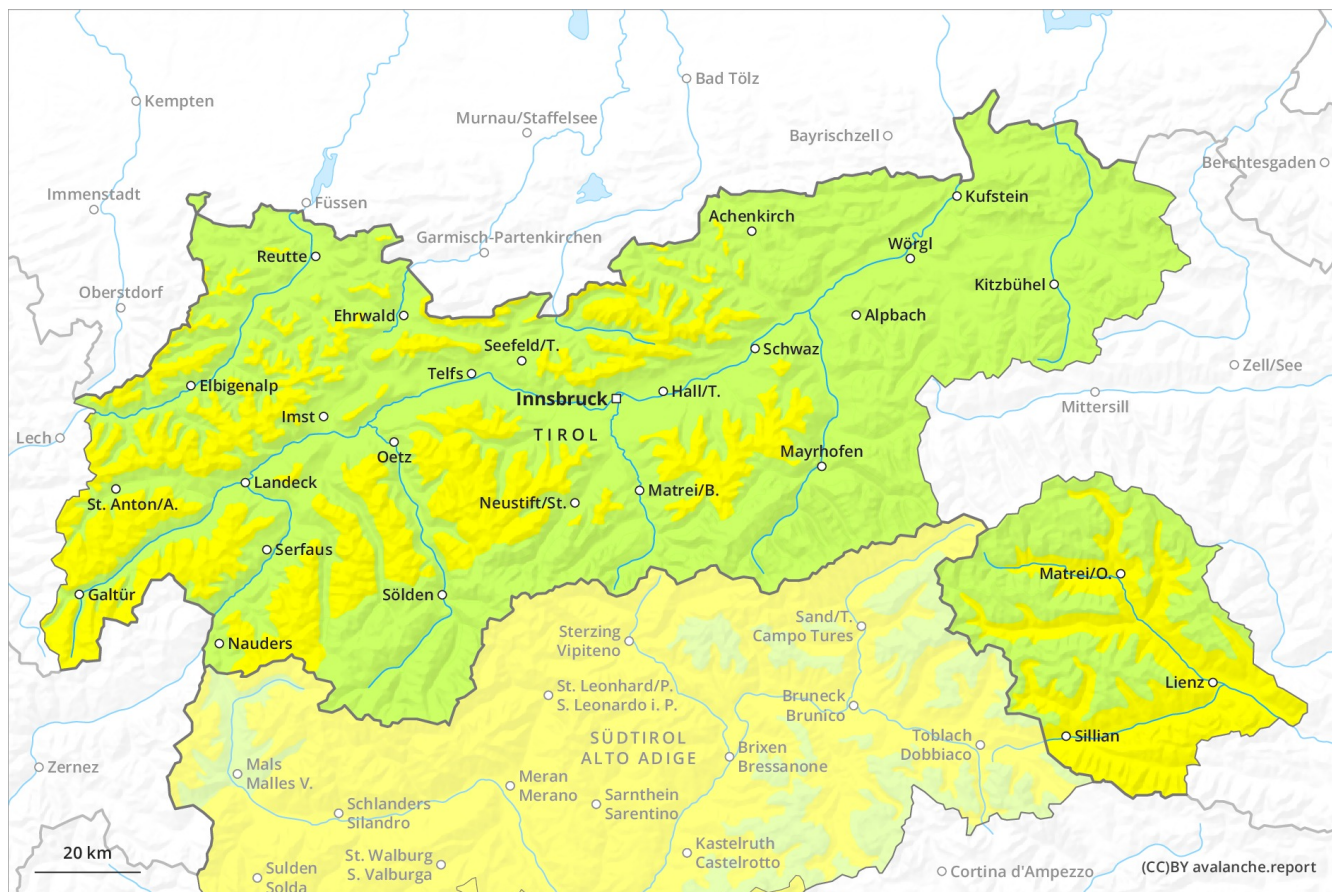 Bad Tölz
Kempten
Murnau/Staffelsee
Bayrischzell
Berchtesgaden
Immenstadt
Füssen
Kufstein
Achenkirch
Garmisch-Partenkirchen
Wörgl
Reutte
Oberstdorf
Kitzbühel
Ehrwald
Alpbach
Seefeld/T.
Schwaz
Zell/See
Telfs
Elbigenalp
Hall/T.
Innsbruck
Mittersill
Imst
TIROL
Lech
Oetz
Mayrhofen
Landeck
Matrei/B.
St. Anton/A.
Neustift/St.
Serfaus
Matrei/O.
Galtür
Sölden
Sand/T.
Campo Tures
Sterzing
Vipiteno
Nauders
Lienz
St. Leonhard/P.
S. Leonardo i. P.
Bruneck
Brunico
Sillian
SÜDTIROL
ALTO ADIGE
Toblach
Dobbiaco
Brixen
Bressanone
Zernez
Mals
Malles V.
Meran
Merano
Sarnthein
Sarentino
Schlanders
Silandro
Kastelruth
Castelrotto
20 km
St. Walburg
S. Valburga
Sulden
Solda
Cortina d'Ampezzo
(CC)BY avalanche.report